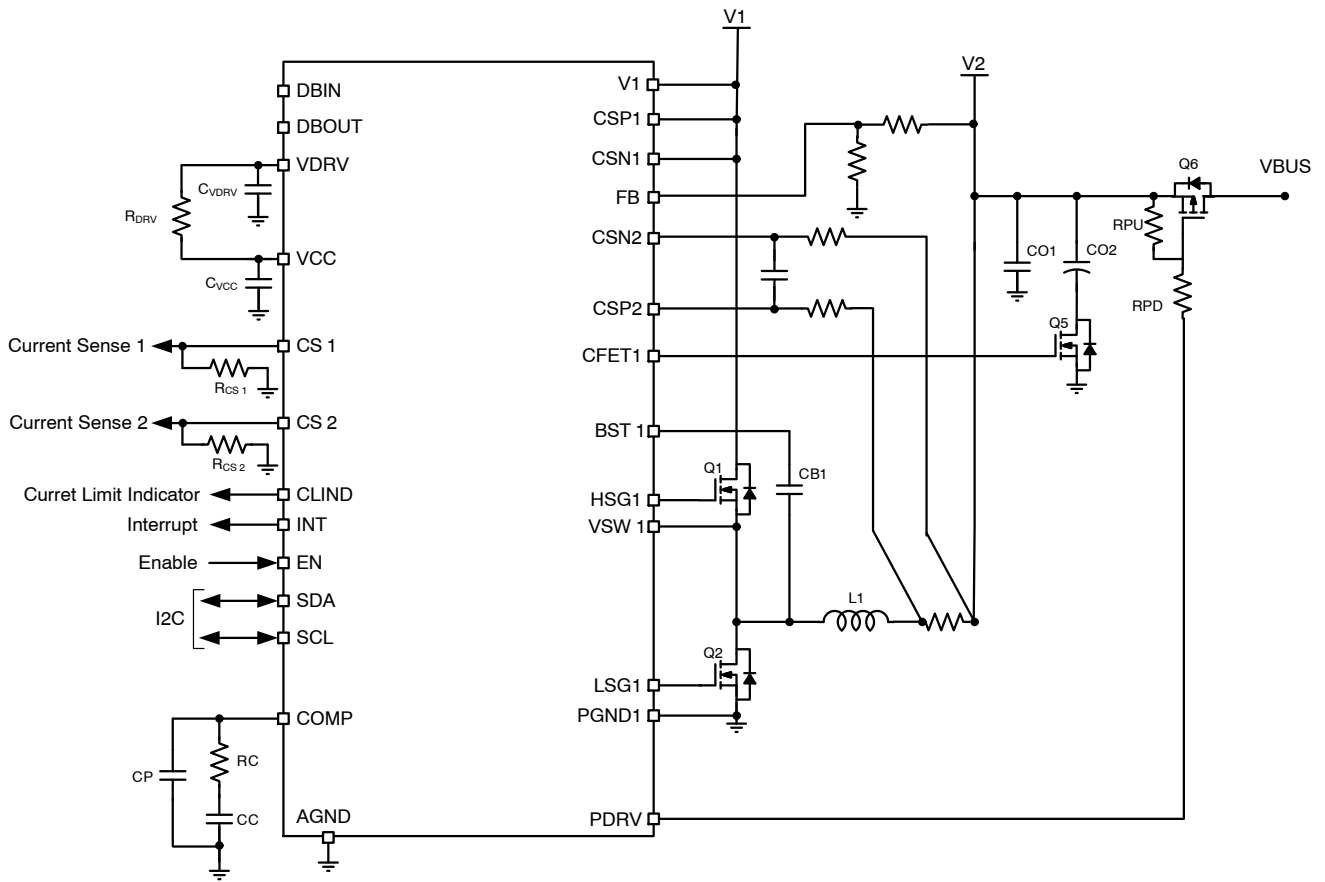 V1
V2
DBIN
DBOUT
VDRV
CVDRV
RDRV
VCC
CVCC
Current Sense 1
CS 1
RCS 1
Current Sense 2
CS 2
RCS 2
Curret Limit Indicator
CLIND
Interrupt
INT
Enable
EN
I2C
SDA
SCL
COMP
CP
RC
CC
AGND
V1
CSP1
CSN1
FB
CSN2
CSP2
CFET1
BST 1
HSG1
VSW 1
LSG1
PGND1
PDRV
Q1
CB1
L1
Q2
CO1
CO2
Q5
RPU
RPD
Q6
VBUS